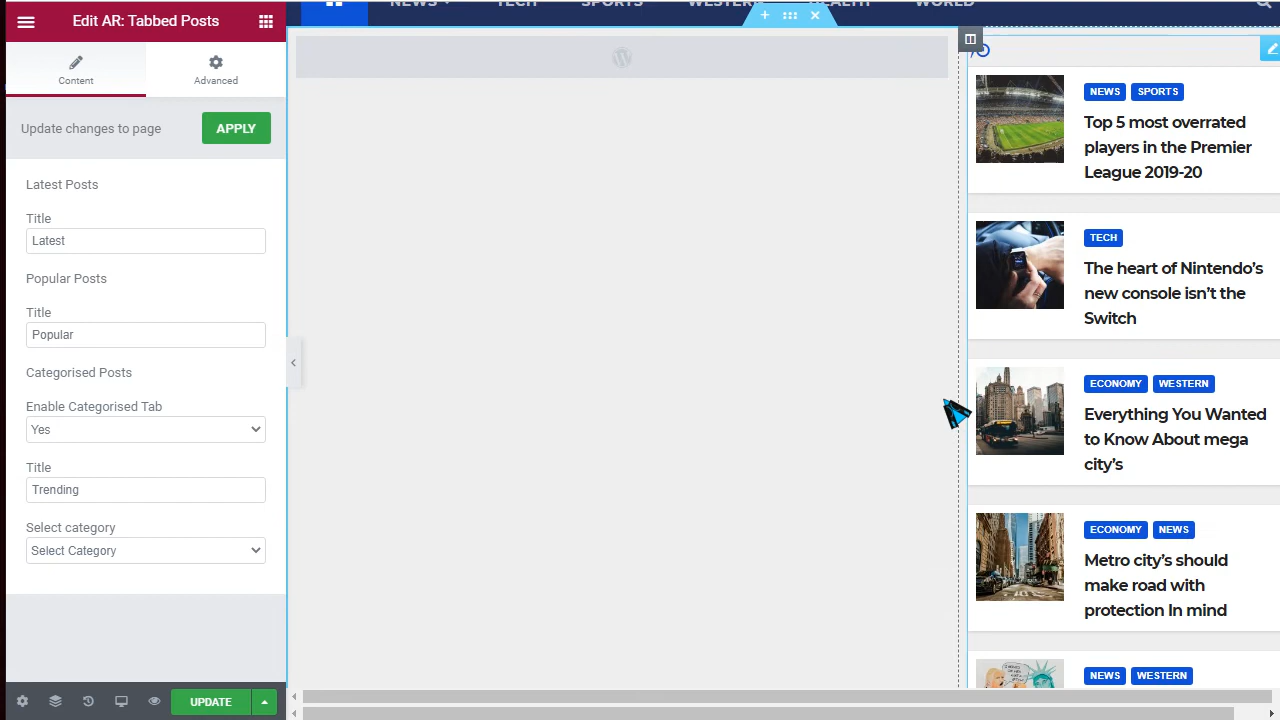 Edit AR: Tabbed Posts
Content
Advanced
Update changes to page
APPLY
Latest Posts
Title
Latest
Popular Posts
Title
Popular
Categorised Posts
Enable Categorised Tab
Yes
Title
Trending
Select category
Select Category
UPDATE
NEWS
TECH
SPORTS
WESTERN
HEALTH
WORLD
NEWS SPORTS
Top 5 most overrated
players in the Premier
League 2019-20
TECH
The heart of Nintendo’s
new console isn’t the
Switch
ECONOMY WESTERN
Everything You Wanted
to Know About mega
city’s
ECONOMY NEWS
Metro city’s should
make road with
protection In mind
NEWS WESTERN